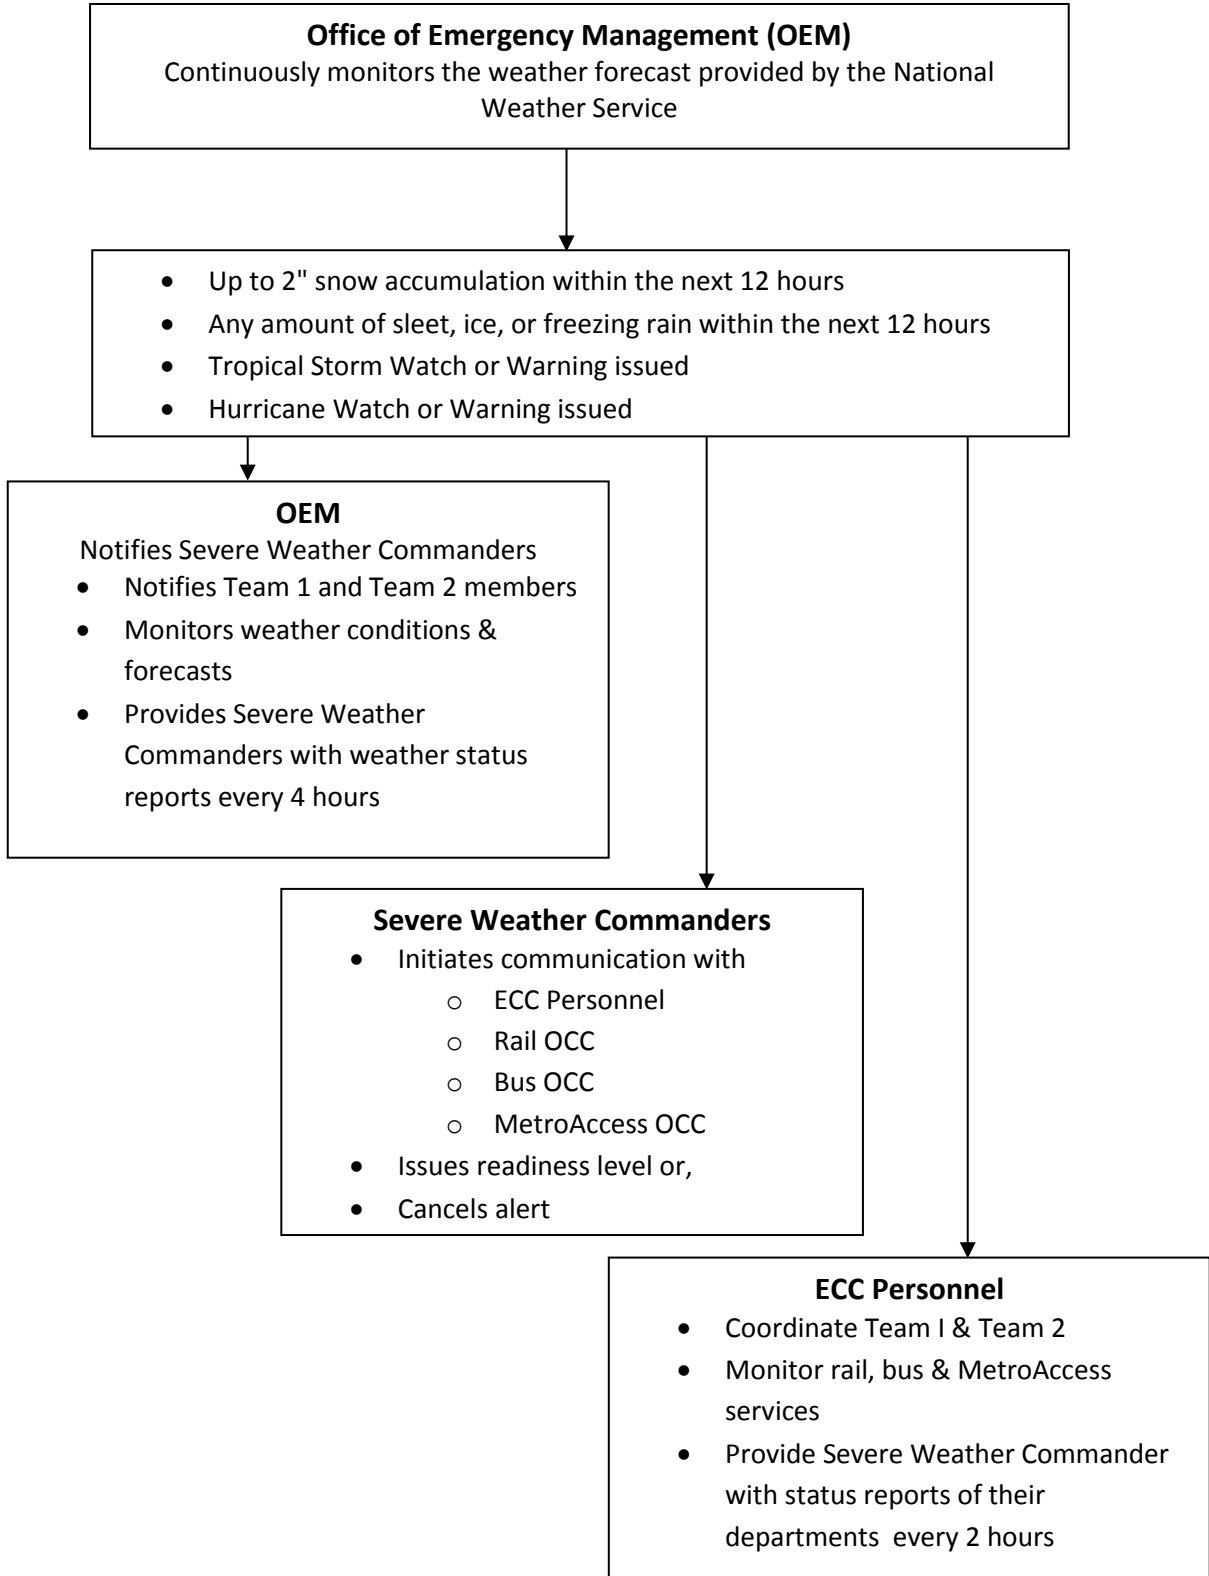 Office of Emergency Management (OEM)
Continuously monitors the weather forecast provided by the National
Weather Service
• Up to 2" snow accumulation within the next 12 hours
• Any amount of sleet, ice, or freezing rain within the next 12 hours
• Tropical Storm Watch or Warning issued
• Hurricane Watch or Warning issued
OEM
Notifies Severe Weather Commanders
• Notifies Team 1 and Team 2 members
• Monitors weather conditions &
forecasts
• Provides Severe Weather
Commanders with weather status
reports every 4 hours
Severe Weather Commanders
• Initiates communication with
o ECC Personnel
o Rail OCC
o Bus OCC
o MetroAccess OCC
• Issues readiness level or,
• Cancels alert
ECC Personnel
• Coordinate Team I & Team 2
• Monitor rail, bus & MetroAccess
services
• Provide Severe Weather Commander
with status reports of their
departments  every 2 hours